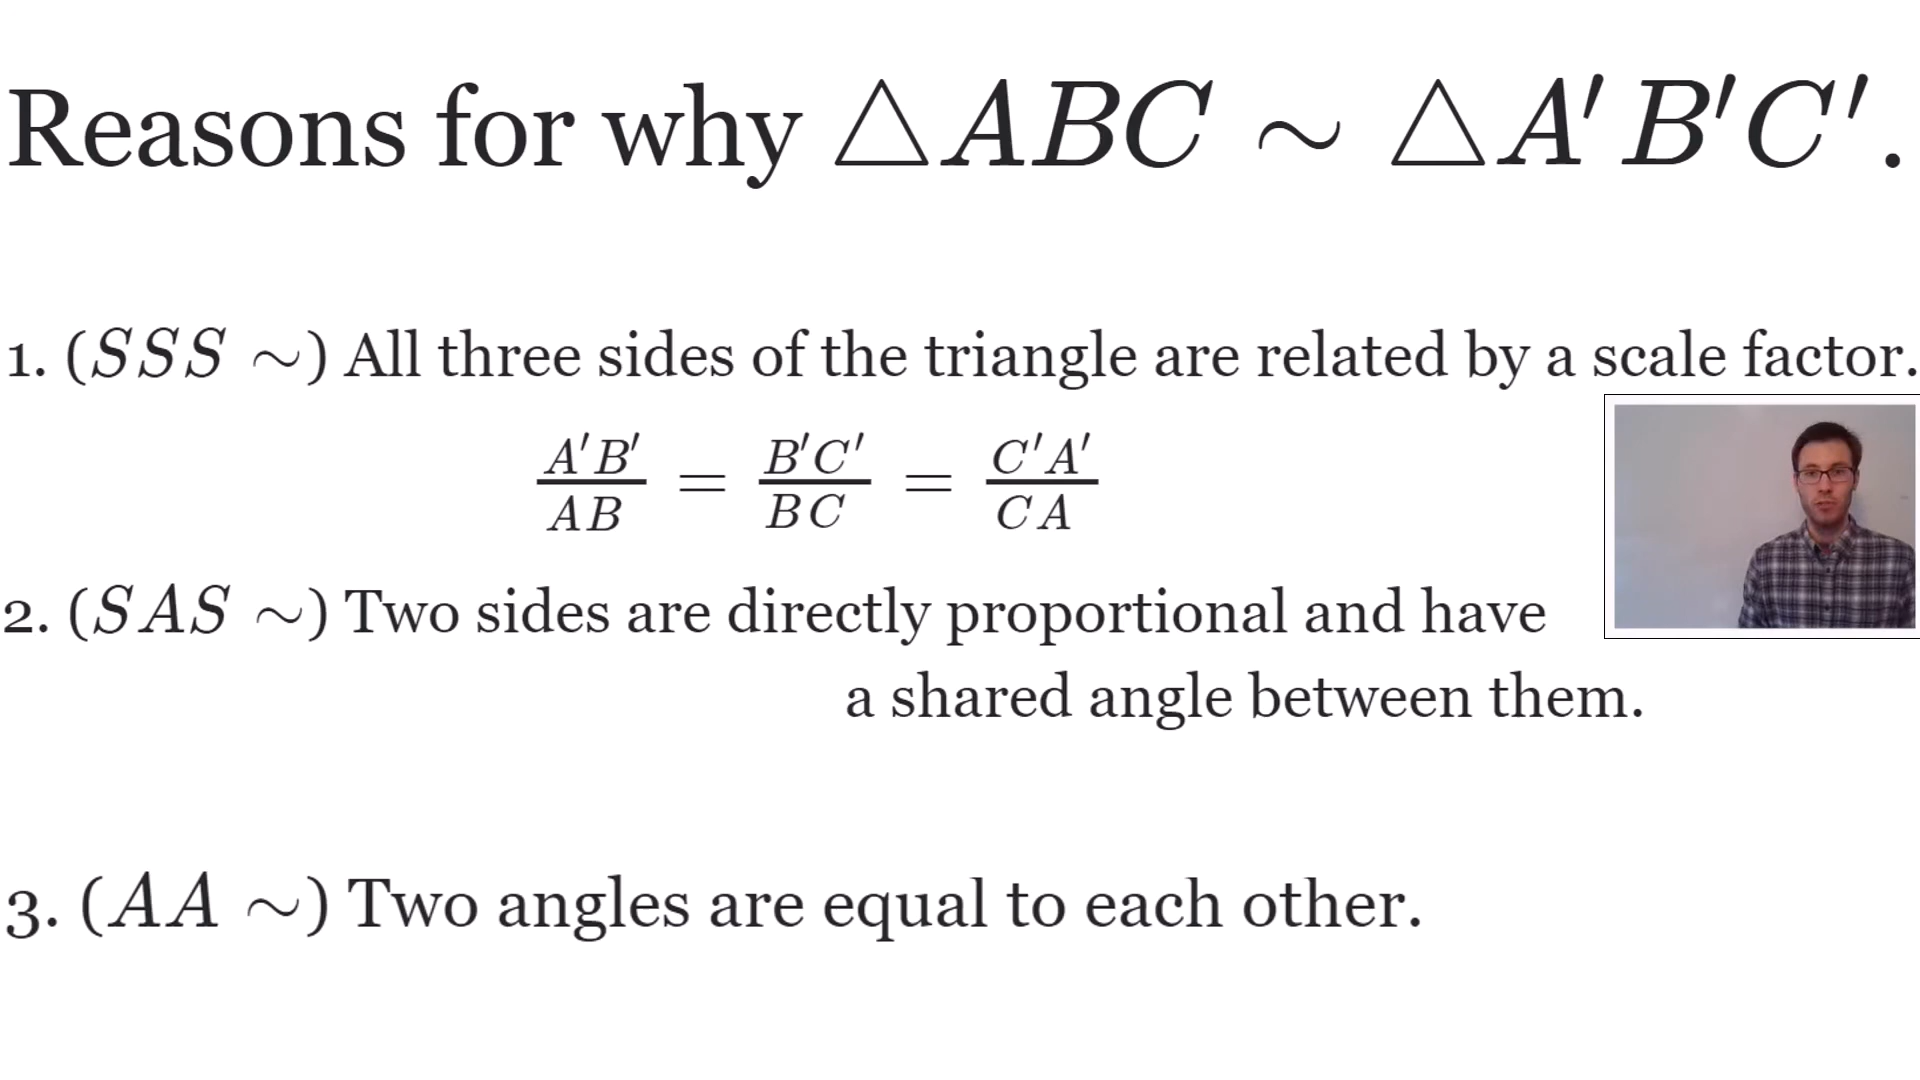 Reasons for why △ABC ~ △A′B′C′.
1. (SSS ~) All three sides of the triangle are related by a scale factor.
A′B′/AB = B′C′/BC = C′A′/CA
2. (SAS ~) Two sides are directly proportional and have
a shared angle between them.
3. (AA ~) Two angles are equal to each other.